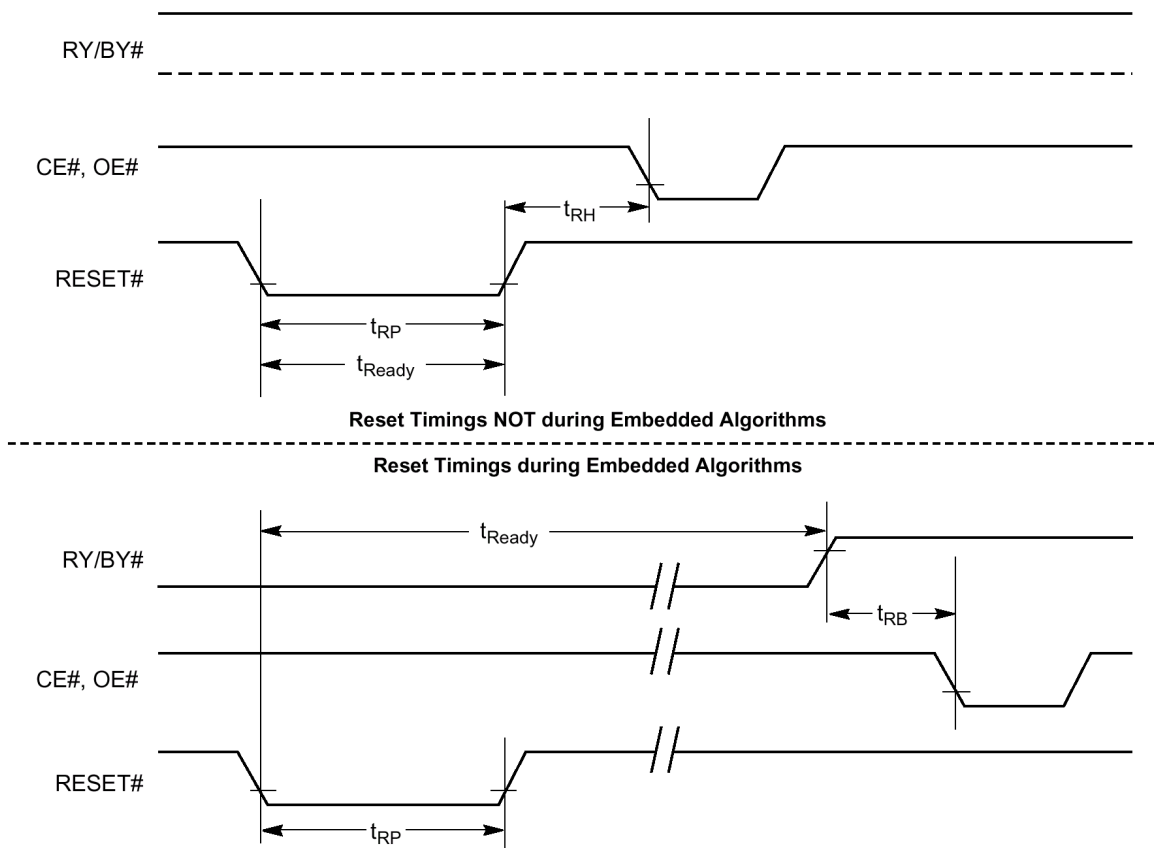 RY/BY#
CE#, OE#
tRH
RESET#
tRP
tReady
Reset Timings NOT during Embedded Algorithms
Reset Timings during Embedded Algorithms
tReady
RY/BY#
tRB
CE#, OE#
RESET#
tRP